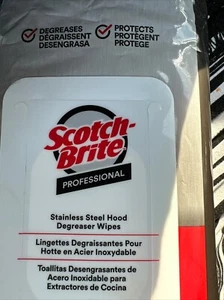 DEGREASES
DÉGRAISSENT
DESENGRASA
PROTECTS
PROTÈGENT
PROTEGE
Scotch-
Brite
PROFESSIONAL
Stainless Steel Hood
Degreaser Wipes
Lingettes Degraissantes Pour
Hotte en Acier Inoxydable
Toallitas Desengrasantes de
Acero Inoxidable para
Extractores de Cocina